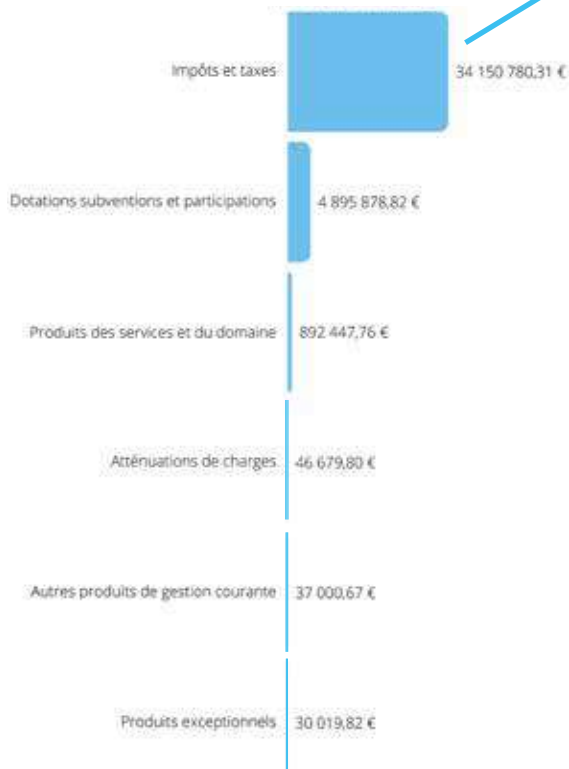 Impôts et taxes 34 150 780,31 €
Dotations subventions et participations 4 895 878,82 €
Produits des services et du domaine 892 447,76 €
Atténuations de charges 46 679,80 €
Autres produits de gestion courante 37 000,67 €
Produits exceptionnels 30 019,82 €